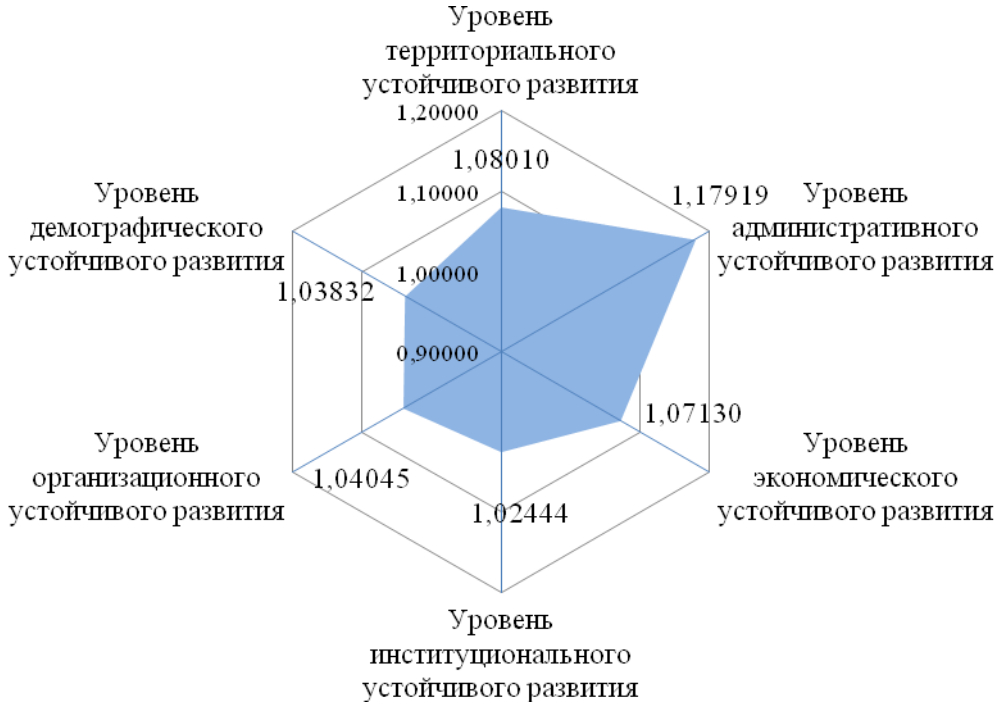 Уровень
территориального
устойчивого развития
1,20000
1,08010
1,10000
1,00000
0,90000
1,17919
Уровень
административного
устойчивого развития
1,07130
Уровень
экономического
устойчивого развития
1,02444
Уровень
институционального
устойчивого развития
1,04045
Уровень
организационного
устойчивого развития
1,03832
Уровень
демографического
устойчивого развития